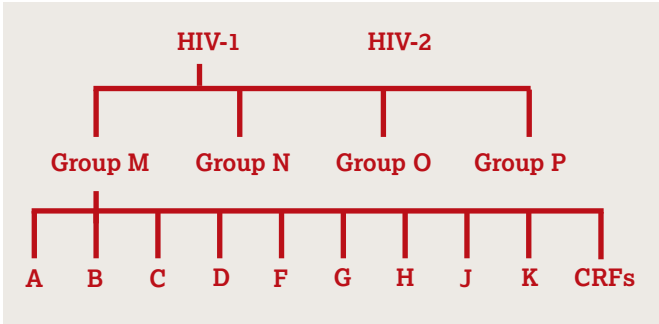 HIV-1 HIV-2
Group M Group N Group O Group P
A B C D F G H J K CRFs